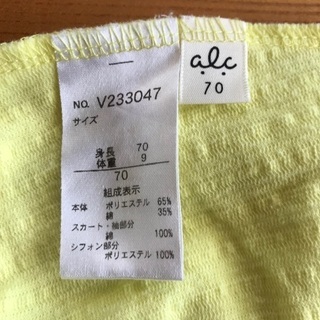 NO. V233047
サイズ
身長 70
体重 9
70
組成表示
本体 ポリエステル 65%
綿 35%
スカート・袖部分
綿 100%
シフォン部分
ポリエステル 100%
alc
70